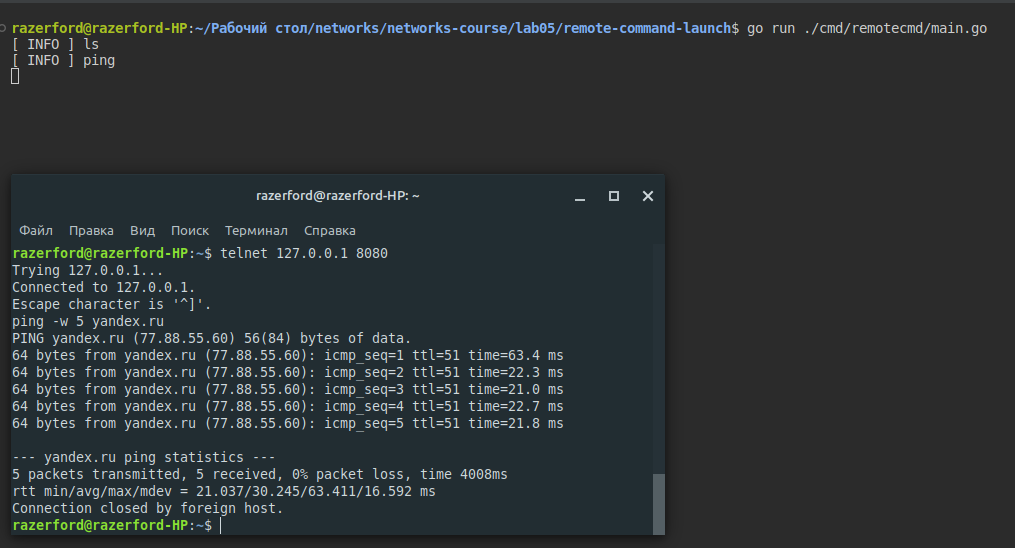 razerford@razerford-HP:~/Рабочий стол/networks/networks-course/lab05/remote-command-launch$ go run ./cmd/remotecmd/main.go
[ INFO ] ls
[ INFO ] ping
razerford@razerford-HP: ~
Файл Правка Вид Поиск Терминал Справка
razerford@razerford-HP:~$ telnet 127.0.0.1 8080
Trying 127.0.0.1...
Connected to 127.0.0.1.
Escape character is '^]'.
ping -w 5 yandex.ru
PING yandex.ru (77.88.55.60) 56(84) bytes of data.
64 bytes from yandex.ru (77.88.55.60): icmp_seq=1 ttl=51 time=63.4 ms
64 bytes from yandex.ru (77.88.55.60): icmp_seq=2 ttl=51 time=22.3 ms
64 bytes from yandex.ru (77.88.55.60): icmp_seq=3 ttl=51 time=21.0 ms
64 bytes from yandex.ru (77.88.55.60): icmp_seq=4 ttl=51 time=22.7 ms
64 bytes from yandex.ru (77.88.55.60): icmp_seq=5 ttl=51 time=21.8 ms
--- yandex.ru ping statistics ---
5 packets transmitted, 5 received, 0% packet loss, time 4008ms
rtt min/avg/max/mdev = 21.037/30.245/63.411/16.592 ms
Connection closed by foreign host.
razerford@razerford-HP:~$